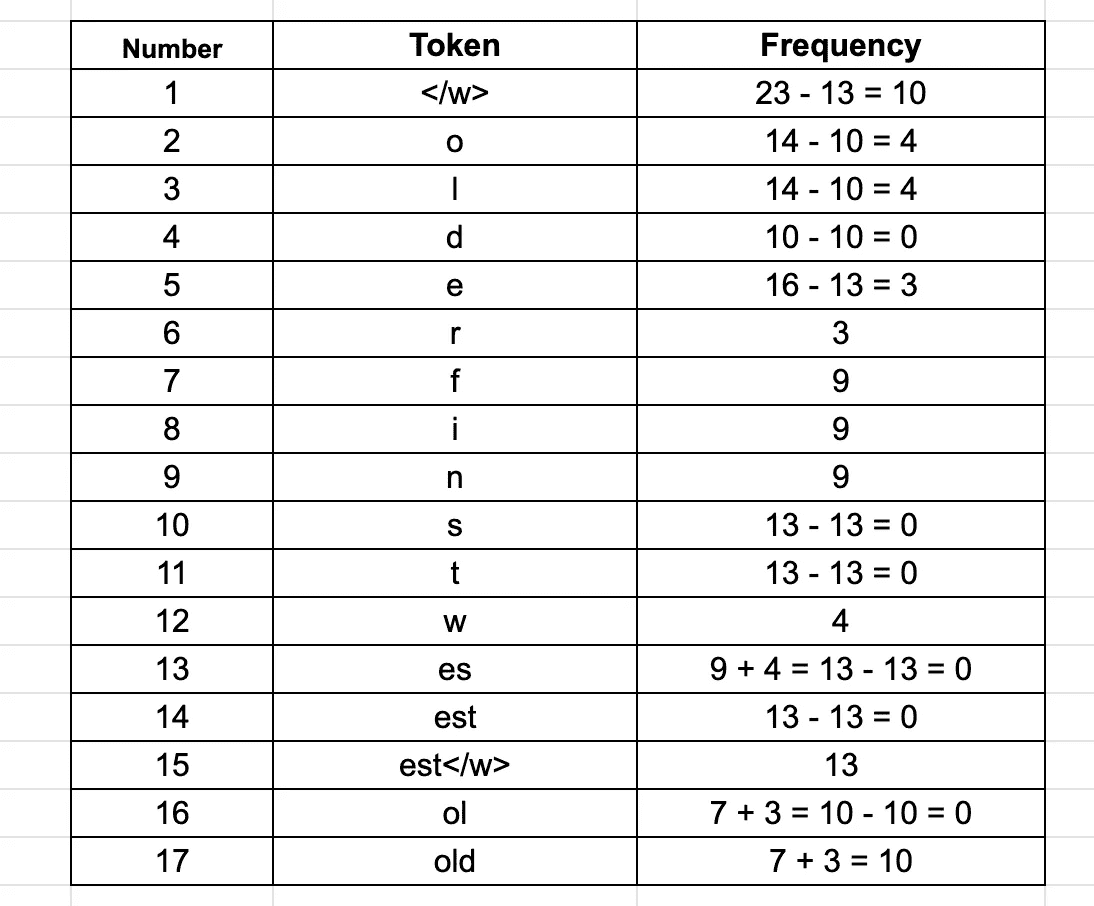 Number Token Frequency
1 </w> 23 - 13 = 10
2 o 14 - 10 = 4
3 l 14 - 10 = 4
4 d 10 - 10 = 0
5 e 16 - 13 = 3
6 r 3
7 f 9
8 i 9
9 n 9
10 s 13 - 13 = 0
11 t 13 - 13 = 0
12 w 4
13 es 9 + 4 = 13 - 13 = 0
14 est 13 - 13 = 0
15 est</w> 13
16 ol 7 + 3 = 10 - 10 = 0
17 old 7 + 3 = 10